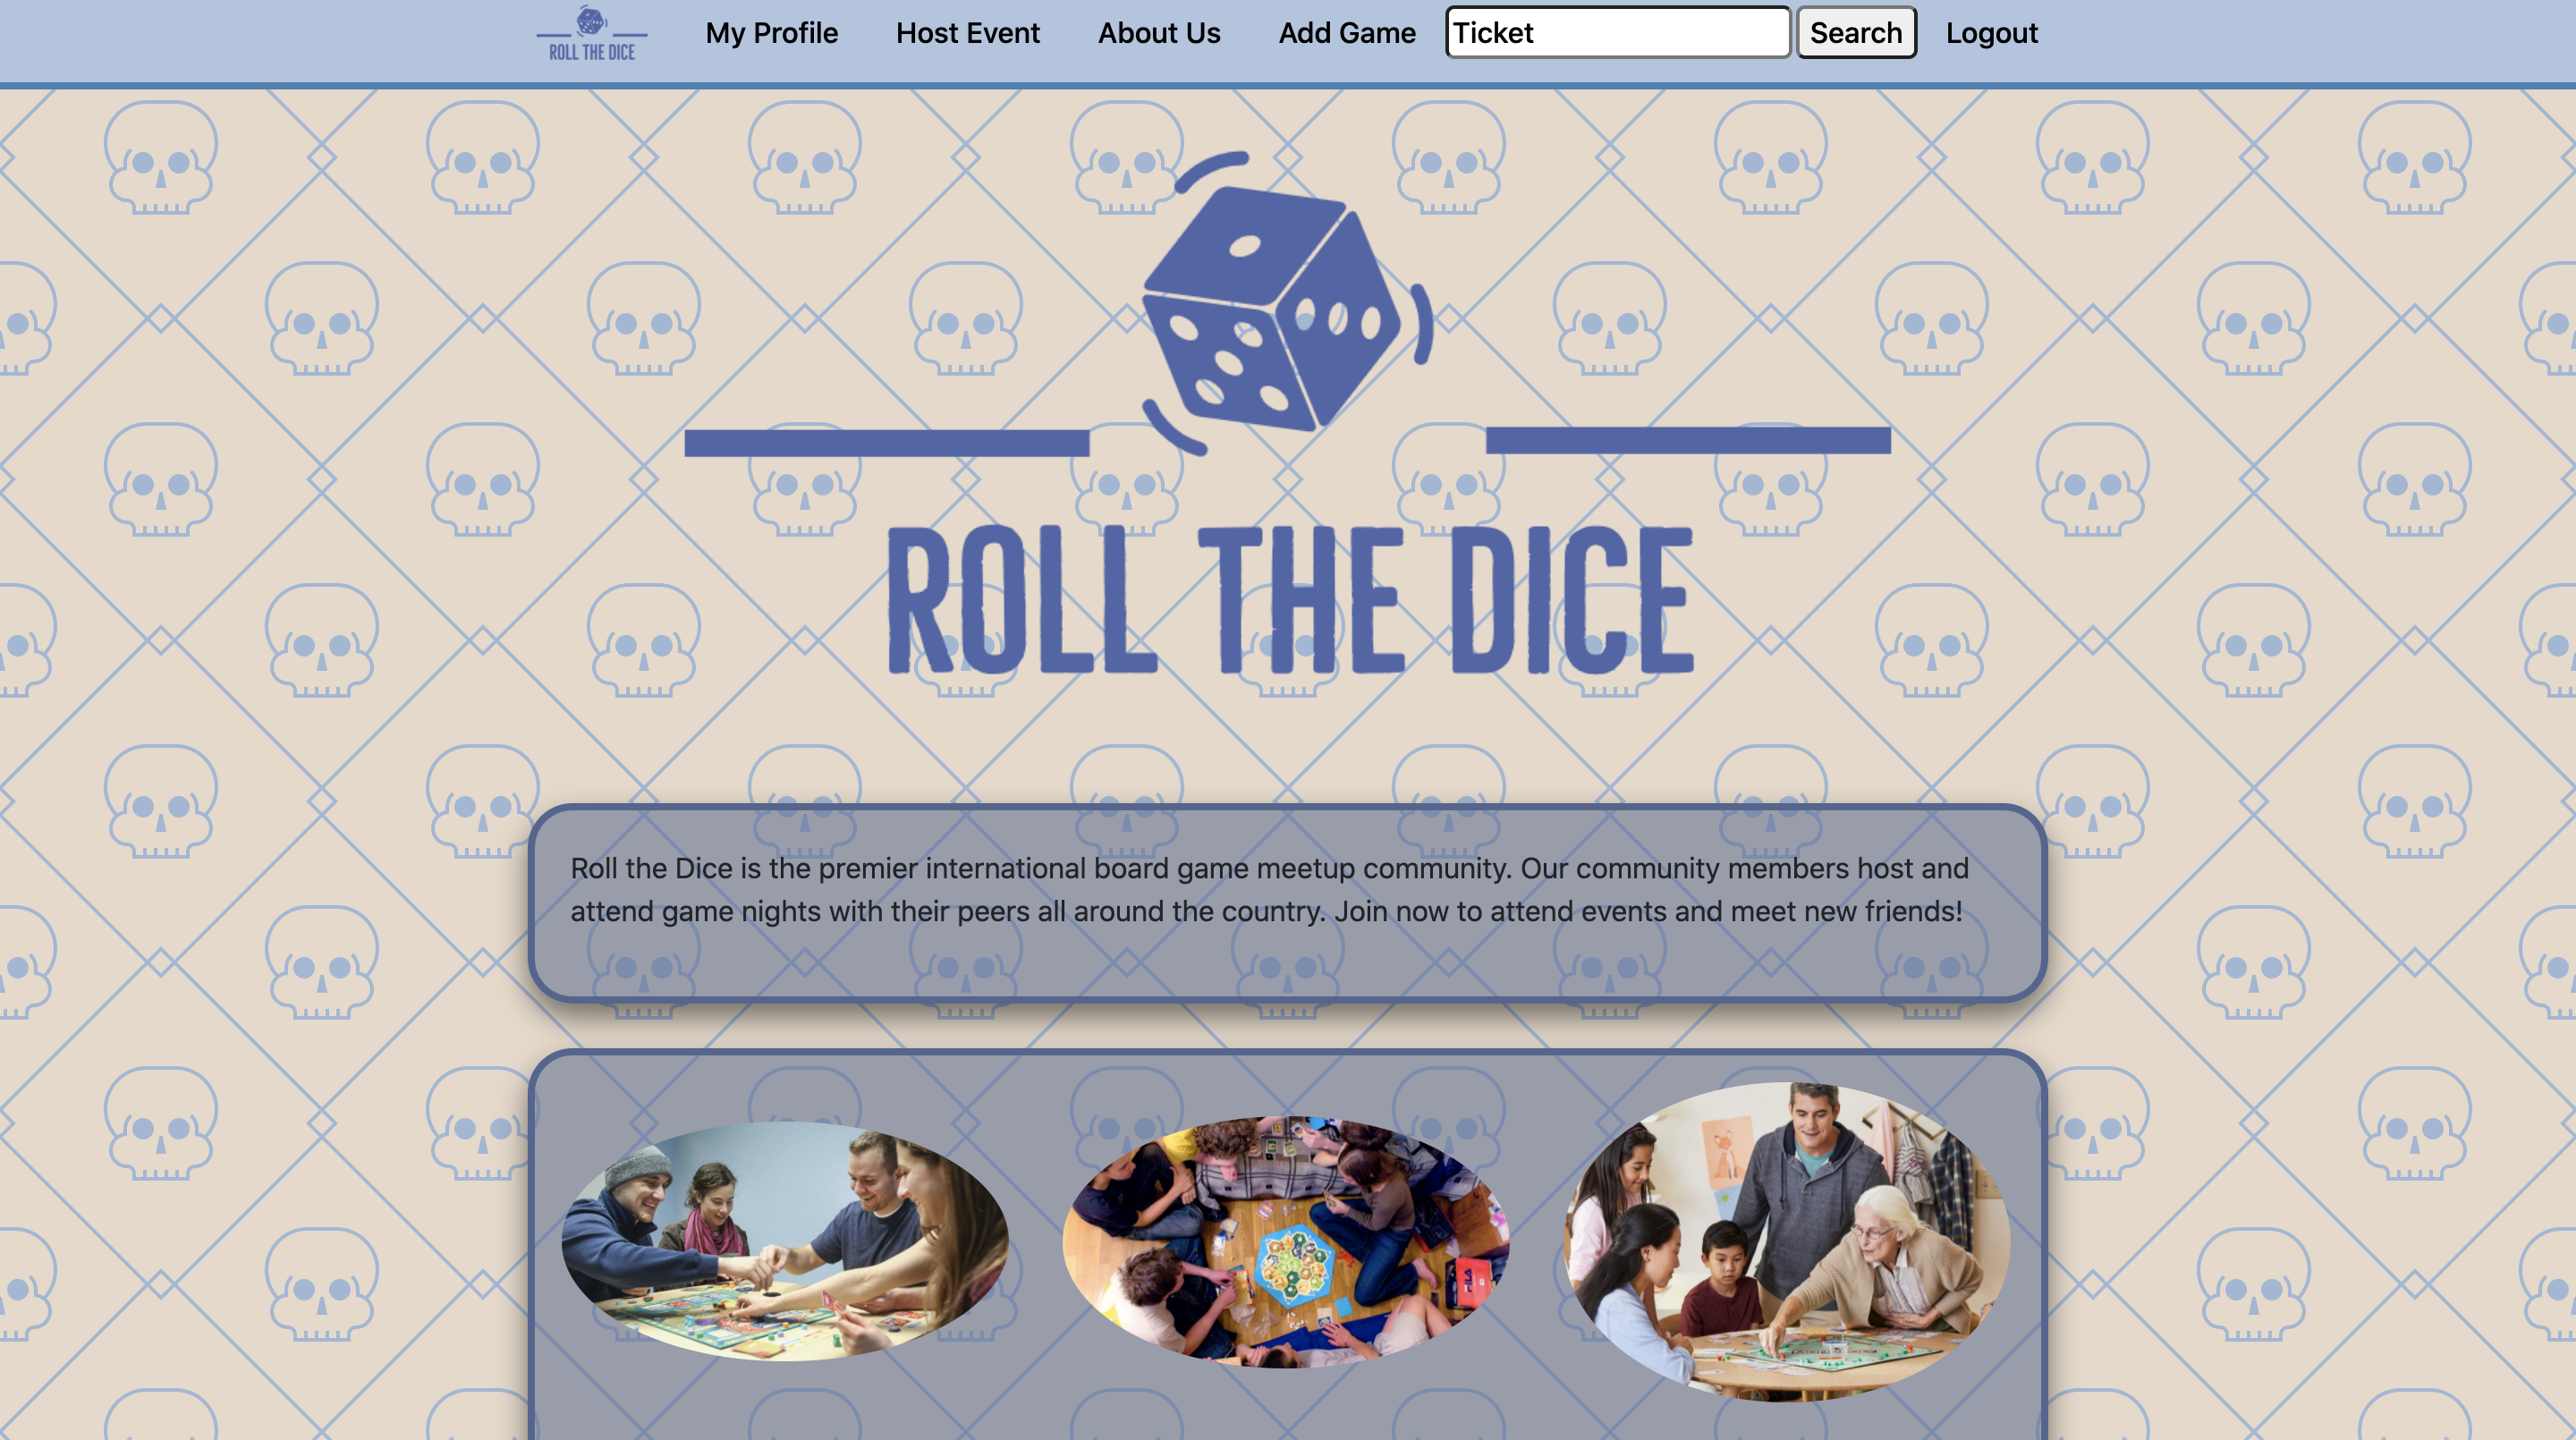 ROLL THE DICE
My Profile
Host Event
About Us
Add Game
Ticket
Search
Logout
ROLL THE DICE
Roll the Dice is the premier international board game meetup community. Our community members host and
attend game nights with their peers all around the country. Join now to attend events and meet new friends!
FILA